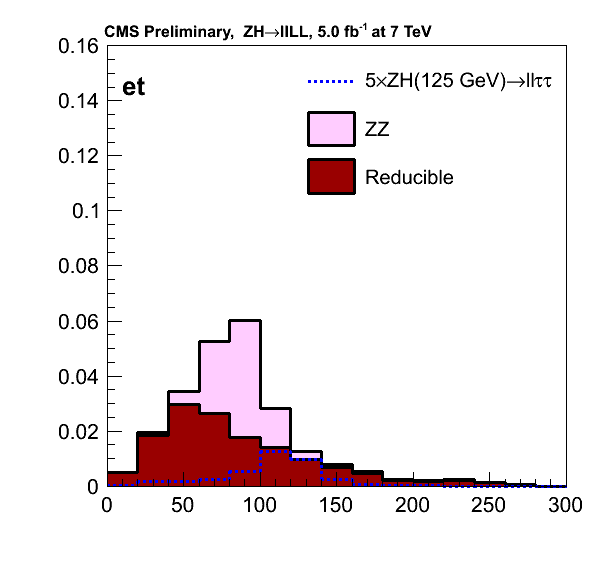 CMS Preliminary, ZH→llLL, 5.0 fb⁻¹ at 7 TeV
0.16
et
5×ZH(125 GeV)→llττ
0.14
ZZ
0.12
Reducible
0.1
0.08
0.06
0.04
0.02
0
0 50 100 150 200 250 300